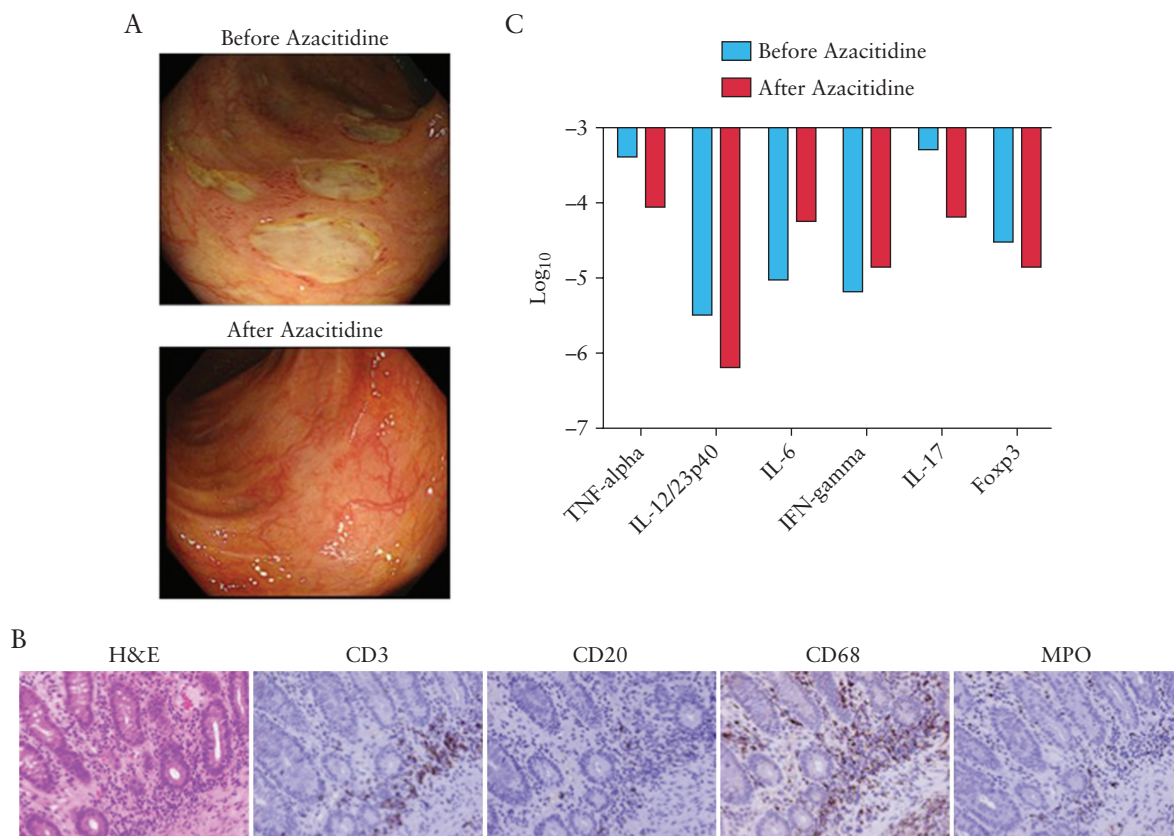 A
Before Azacitidine
After Azacitidine
C
Before Azacitidine
After Azacitidine
Log10
−3
−4
−5
−6
−7
TNF-alpha
IL-12/23p40
IL-6
IFN-gamma
IL-17
Foxp3
B
H&E
CD3
CD20
CD68
MPO